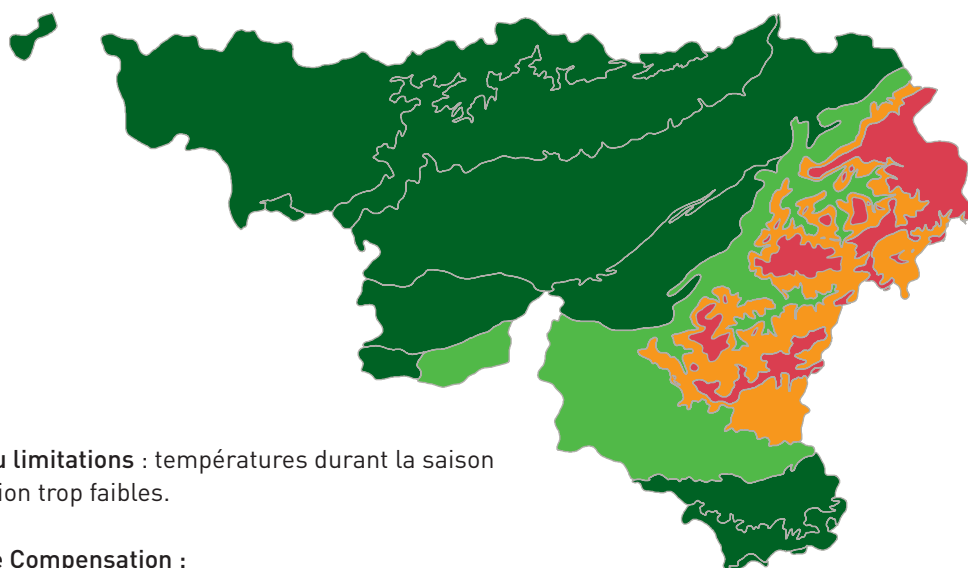 u limitations : températures durant la saison
ion trop faibles.
e Compensation :